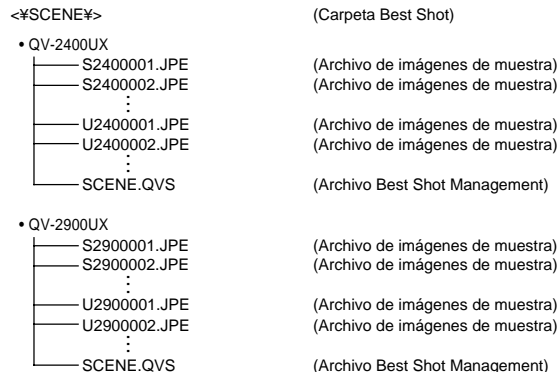 <¥SCENE¥> (Carpeta Best Shot)
• QV-2400UX
S2400001.JPE (Archivo de imágenes de muestra)
S2400002.JPE (Archivo de imágenes de muestra)
U2400001.JPE (Archivo de imágenes de muestra)
U2400002.JPE (Archivo de imágenes de muestra)
SCENE.QVS (Archivo Best Shot Management)
• QV-2900UX
S2900001.JPE (Archivo de imágenes de muestra)
S2900002.JPE (Archivo de imágenes de muestra)
U2900001.JPE (Archivo de imágenes de muestra)
U2900002.JPE (Archivo de imágenes de muestra)
SCENE.QVS (Archivo Best Shot Management)